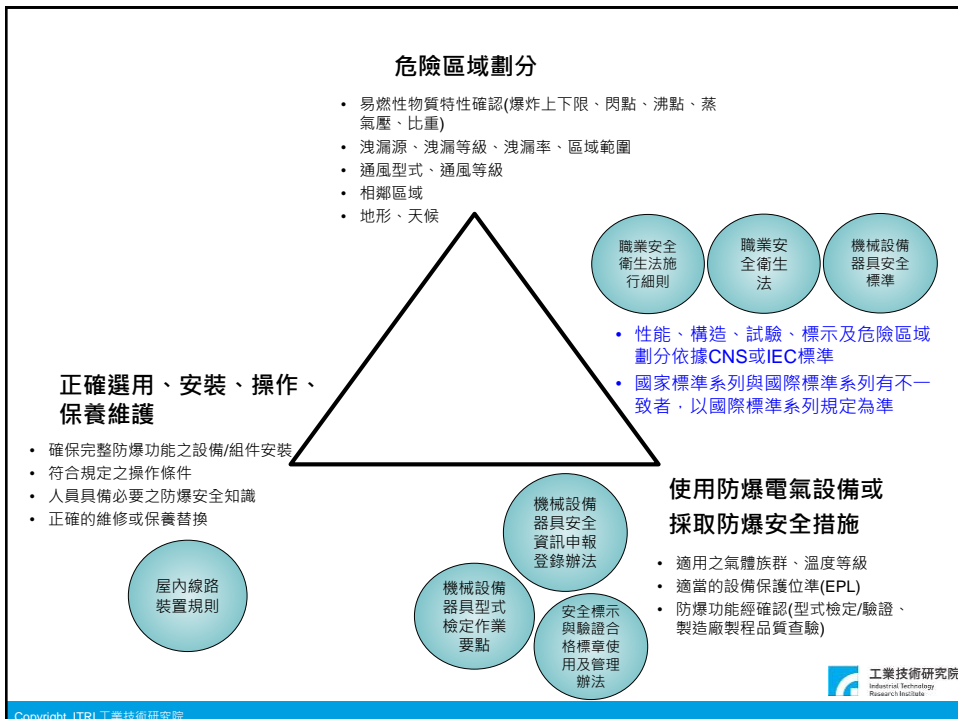 危險區域劃分
• 易燃性物質特性確認(爆炸上下限、閃點、沸點、蒸
氣壓、比重)
• 洩漏源、洩漏等級、洩漏率、區域範圍
• 通風型式、通風等級
• 相鄰區域
• 地形、天候
職業安全
衛生法施
行細則
職業安
全衛生
法
機械設備
器具安全
標準
• 性能、構造、試驗、標示及危險區域
劃分依據CNS或IEC標準
• 國家標準系列與國際標準系列有不一
致者，以國際標準系列規定為準
正確選用、安裝、操作、
保養維護
• 確保完整防爆功能之設備/組件安裝
• 符合規定之操作條件
• 人員具備必要之防爆安全知識
• 正確的維修或保養替換
屋內線路
裝置規則
機械設備
器具安全
資訊申報
登錄辦法
機械設備
器具型式
檢定作業
要點
安全標示
與驗證合
格標章使
用及管理
辦法
使用防爆電氣設備或
採取防爆安全措施
• 適用之氣體族群、溫度等級
• 適當的設備保護位準(EPL)
• 防爆功能經確認(型式檢定/驗證、
製造廠製程品質查驗)
工業技術研究院
Industrial Technology
Research Institute
Copyright ITRI 工業技術研究院